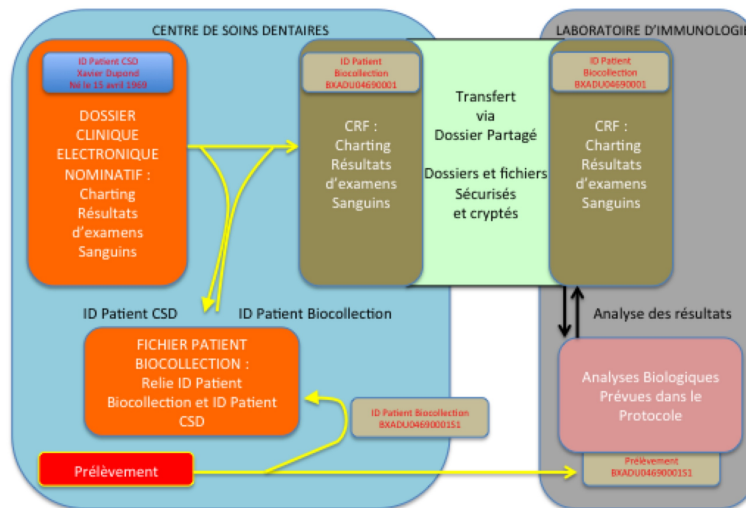 CENTRE DE SOINS DENTAIRES
LABORATOIRE D'IMMUNOLOGIE
ID Patient CSD
Xavier Dupond
Né le 15 avril 1969
DOSSIER
CLINIQUE
ELECTRONIQUE
NOMINATIF :
Charting
Résultats
d'examens
Sanguins
ID Patient
Biocollection
BXADU04690001
CRF :
Charting
Résultats
d'examens
Sanguins
Transfert
via
Dossier Partagé
Dossiers et fichiers
Sécurisés
et cryptés
ID Patient
Biocollection
BXADU04690001
CRF :
Charting
Résultats
d'examens
Sanguins
ID Patient CSD
ID Patient Biocollection
Analyse des résultats
FICHIER PATIENT
BIOCOLLECTION :
Relie ID Patient
Biocollection et ID Patient
CSD
ID Patient Biocollection
BXADU04690001S1
Analyses Biologiques
Prévues dans le
Protocole
Prélèvement
Prélèvement
BXADU04690001S1